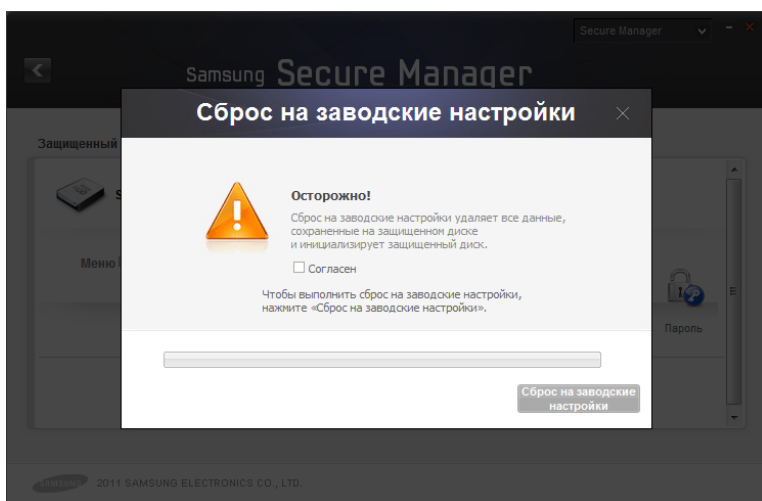 Secure Manager
Samsung Secure Manager
Сброс на заводские настройки
Защищенный
S
Осторожно!
Сброс на заводские настройки удаляет все данные,
сохраненные на защищенном диске
и инициализирует защищенный диск.
Согласен
Меню
Чтобы выполнить сброс на заводские настройки,
нажмите «Сброс на заводские настройки».
Пароль
Сброс на заводские
настройки
SAMSUNG 2011 SAMSUNG ELECTRONICS CO., LTD.